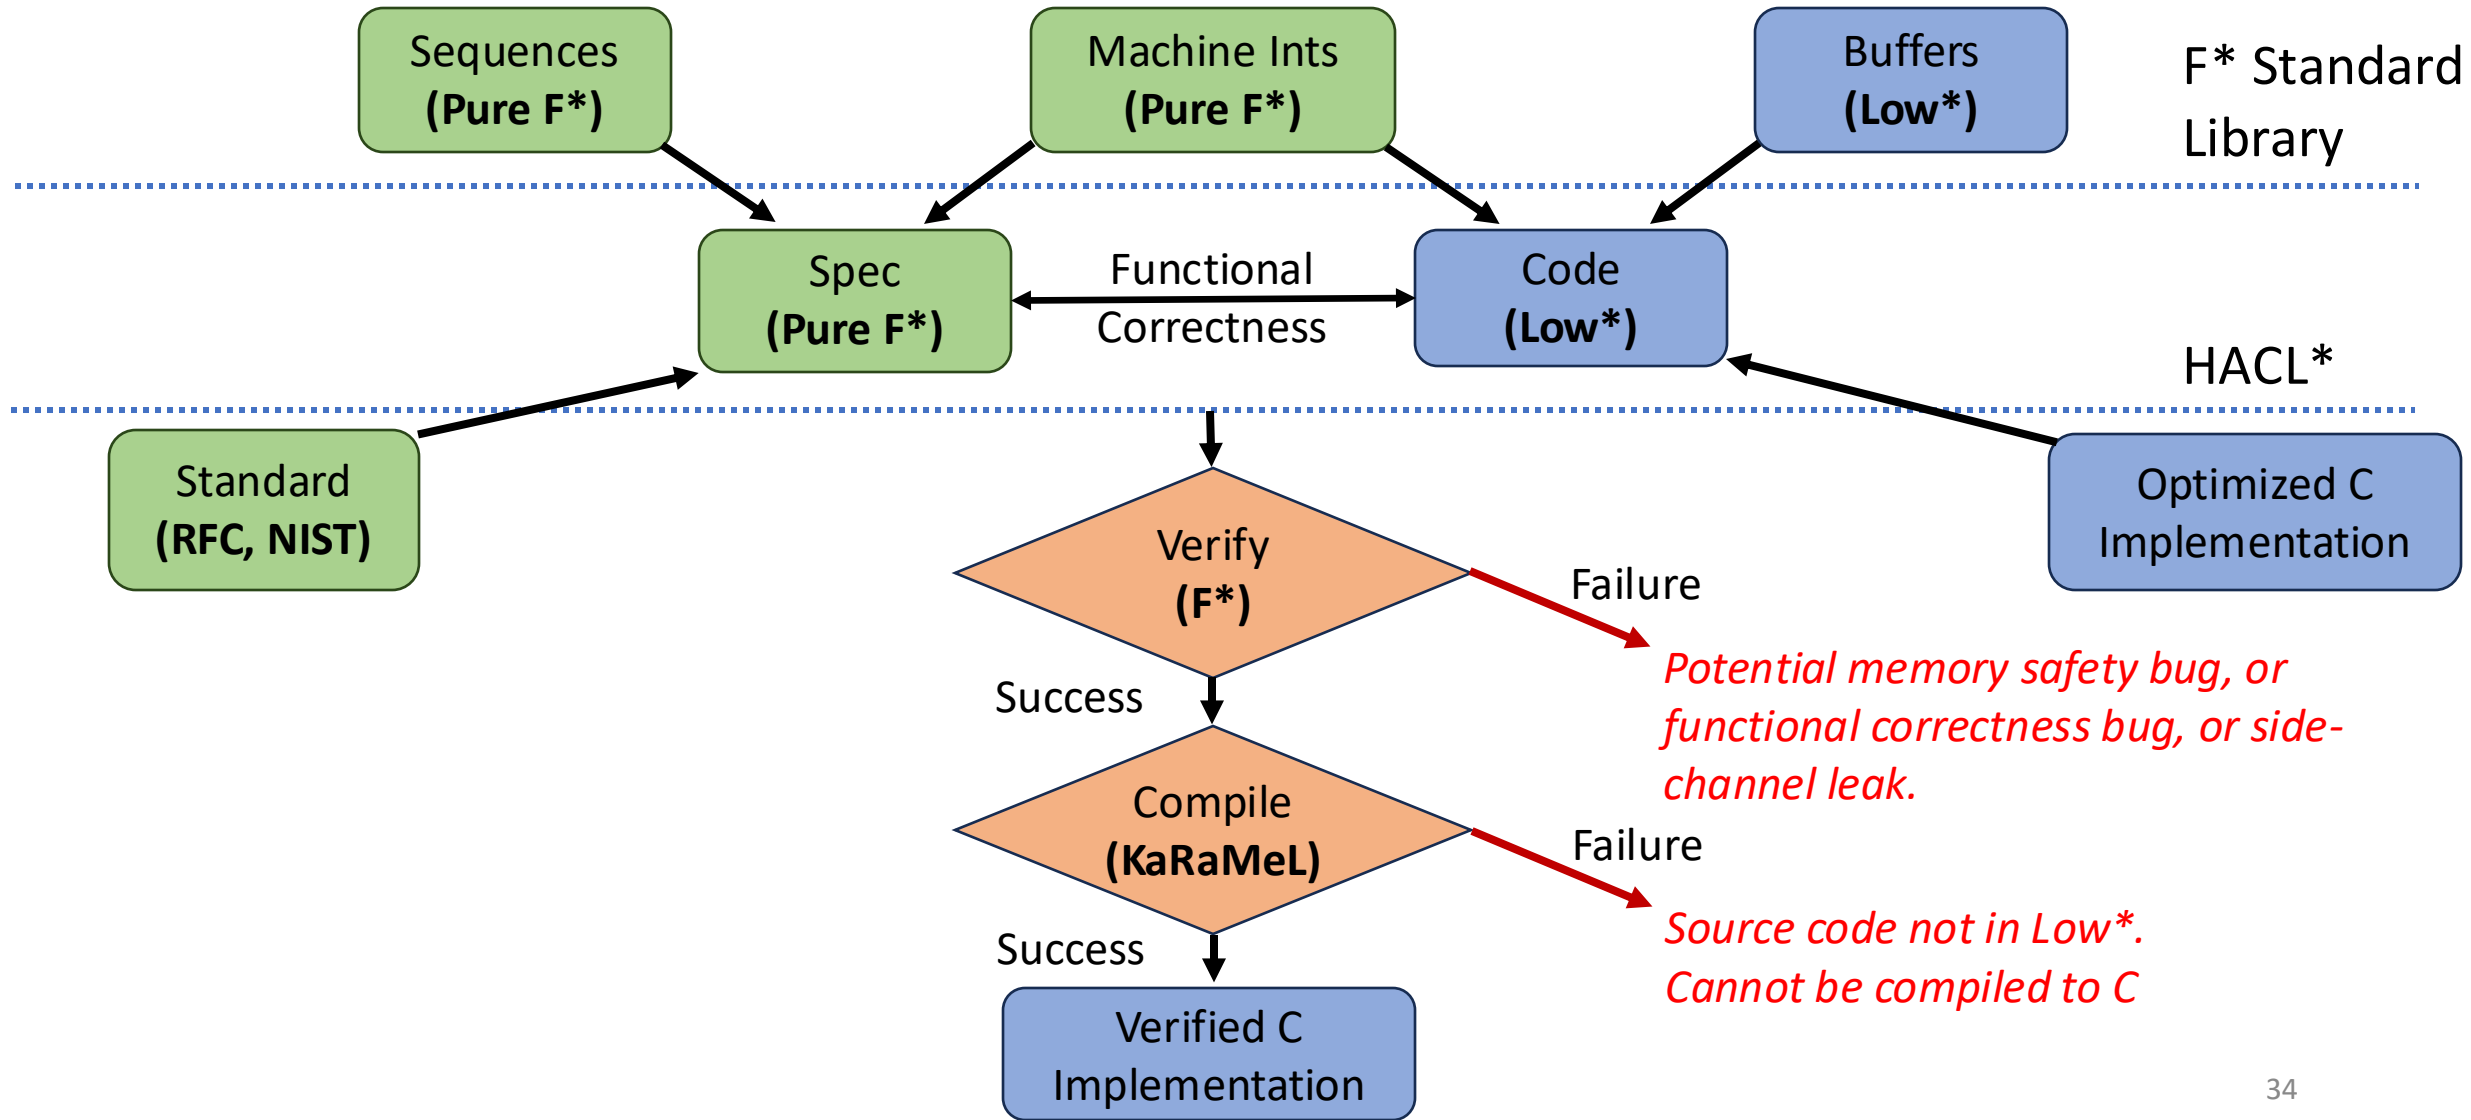 Sequences
(Pure F*)
Machine Ints
(Pure F*)
Buffers
(Low*)
F* Standard
Library
Spec
(Pure F*)
Functional
Correctness
Code
(Low*)
HACL*
Standard
(RFC, NIST)
Optimized C
Implementation
Verify
(F*)
Failure
Potential memory safety bug, or
functional correctness bug, or side-
channel leak.
Success
Compile
(KaRaMeL)
Failure
Source code not in Low*.
Cannot be compiled to C
Success
Verified C
Implementation
34